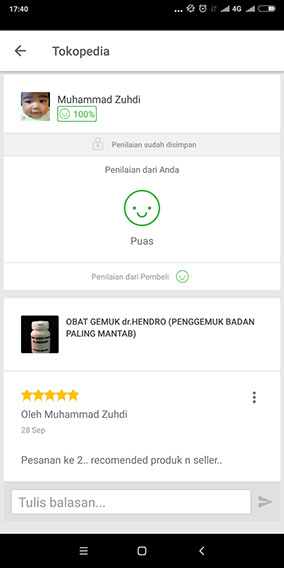 17:40
... 4G
Tokopedia
Muhammad Zuhdi
100%
Penilaian sudah disimpan
Penilaian dari Anda
Puas
Penilaian dari Pembeli
OBAT GEMUK dr.HENDRO (PENGGEMUK BADAN
PALING MANTAB)
Oleh Muhammad Zuhdi
28 Sep
Pesanan ke 2.. recomended produk n seller..
Tulis balasan...